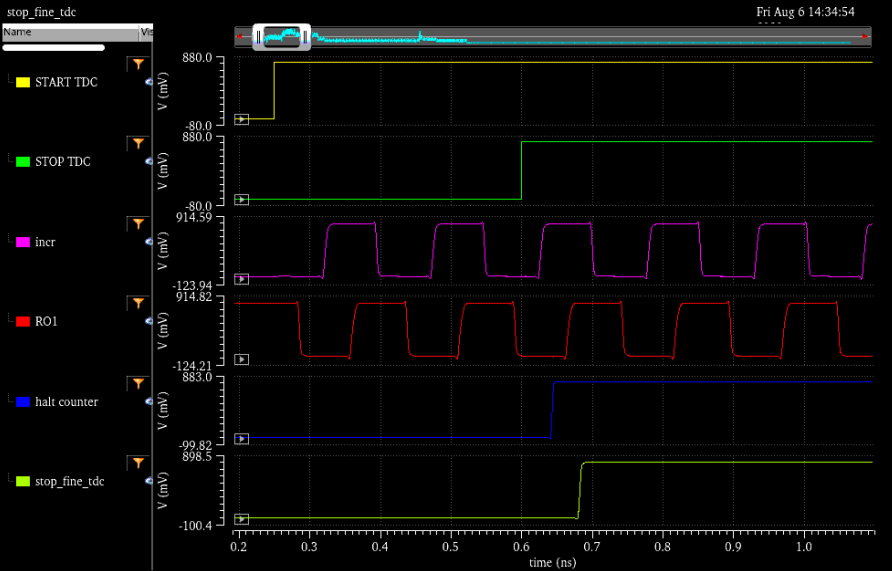 stop_fine_tdc
Fri Aug 6 14:34:54
Name Vis
START TDC
V (mV)
880.0
-80.0
STOP TDC
V (mV)
880.0
-80.0
incr
V (mV)
914.59
-123.94
RO1
V (mV)
914.82
-124.21
halt counter
V (mV)
883.0
-99.82
stop_fine_tdc
V (mV)
898.5
-100.4
0.2 0.3 0.4 0.5 0.6 0.7 0.8 0.9 1.0
time (ns)